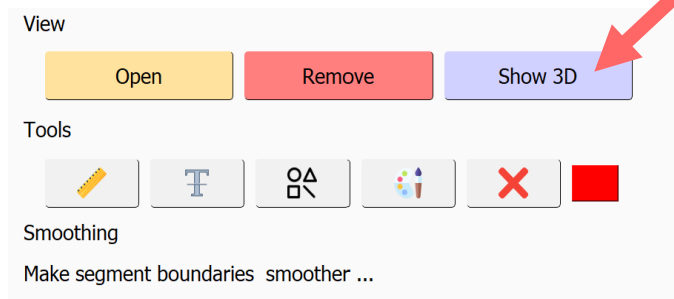 View
Open Remove Show 3D
Tools
Smoothing
Make segment boundaries  smoother ...